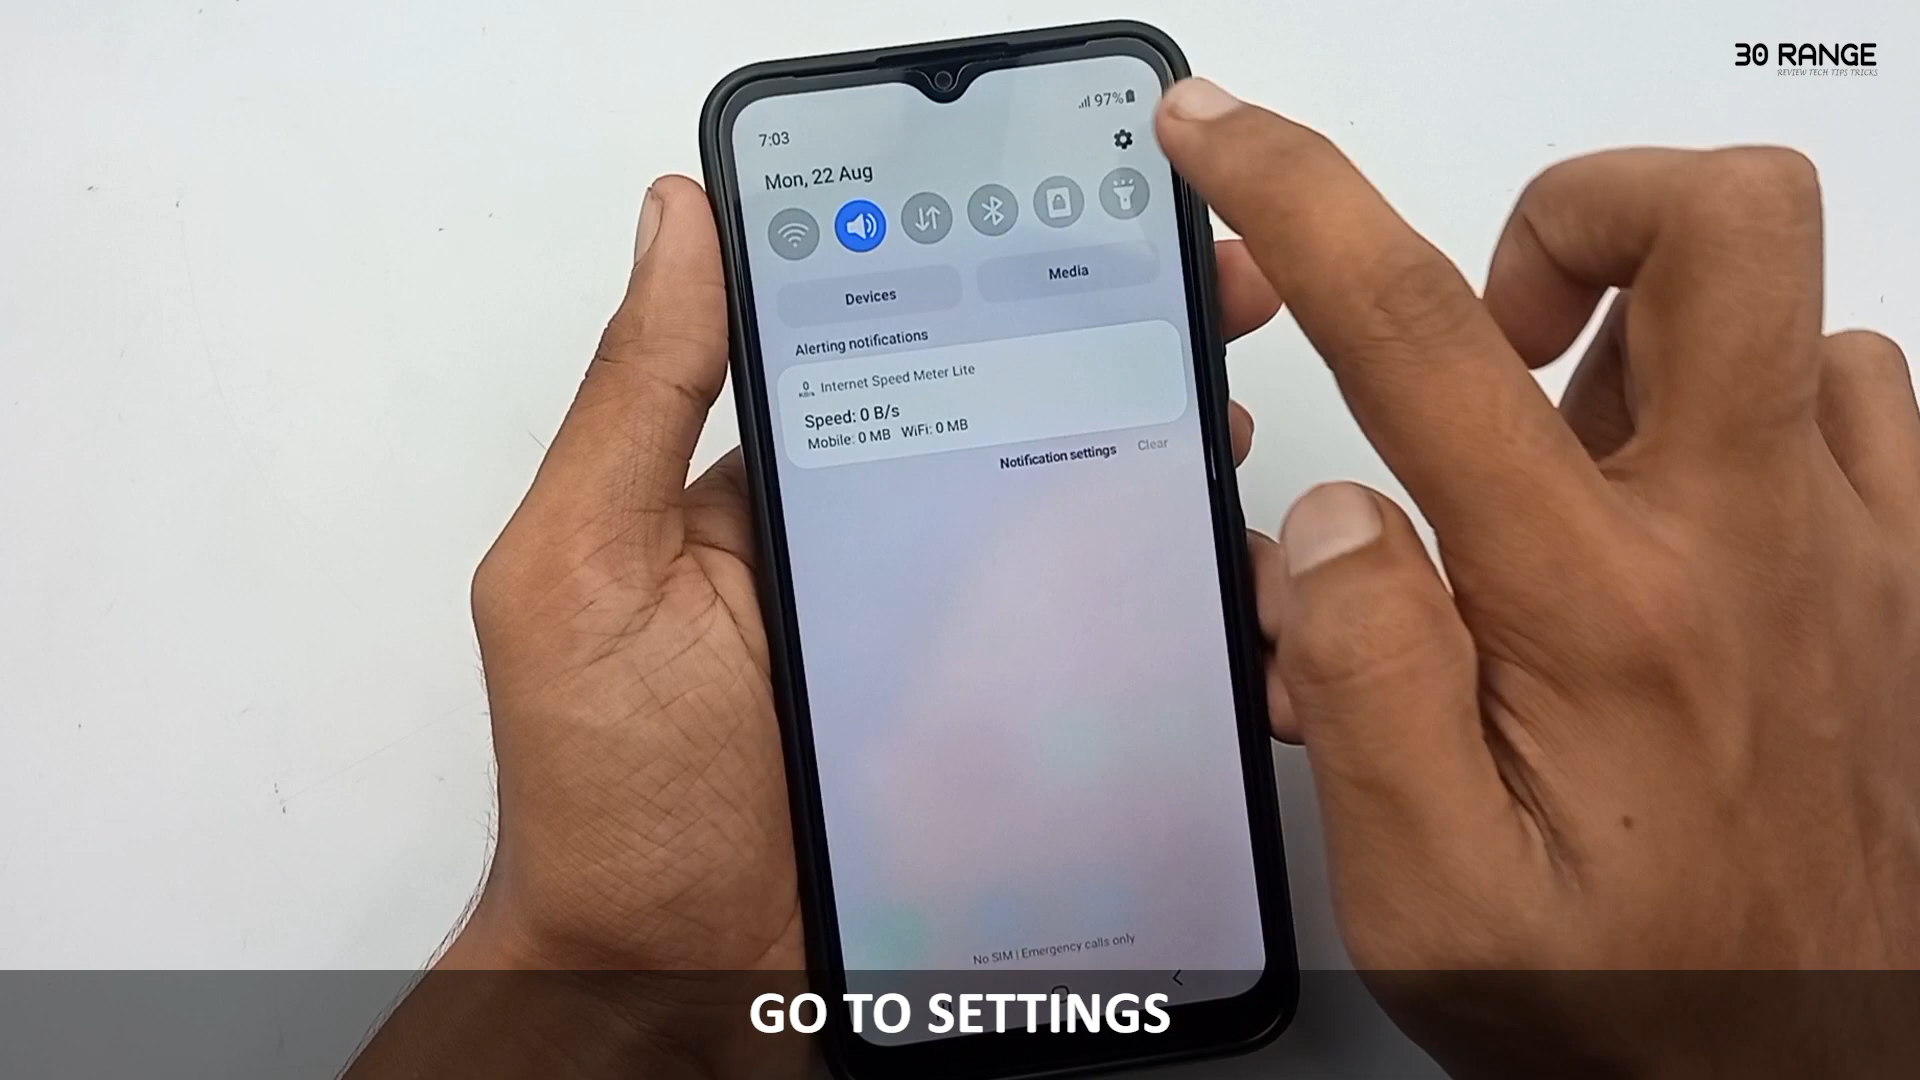 30 RANGE
REVIEW TECH TIPS TRICKS
97%
7:03
Mon, 22 Aug
Devices
Media
Alerting notifications
0
KB/s
Internet Speed Meter Lite
Speed: 0 B/s
Mobile: 0 MB WiFi: 0 MB
Notification settings Clear
No SIM | Emergency calls only
GO TO SETTINGS